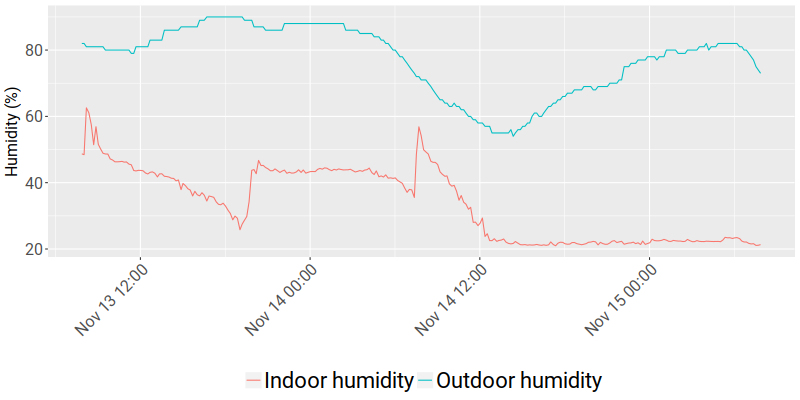 Humidity (%)
80
60
40
20
Nov 13 12:00
Nov 14 00:00
Nov 14 12:00
Nov 15 00:00
Indoor humidity
Outdoor humidity